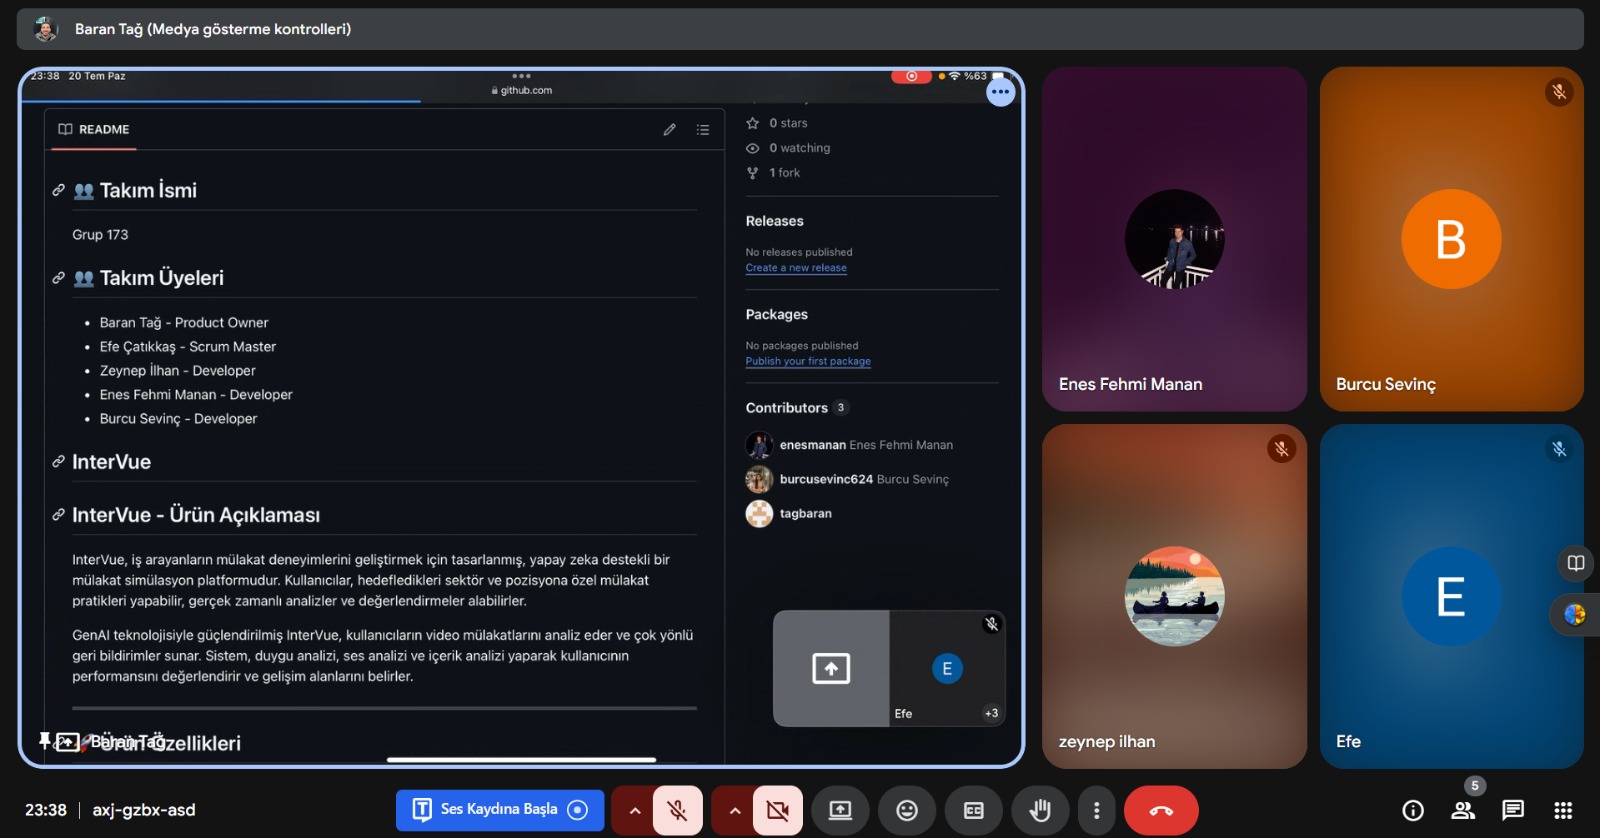 Baran Tağ (Medya gösterme kontrolleri)
23:38 20 Tem Paz
%63
github.com
README
Takım İsmi
Grup 173
Takım Üyeleri
Baran Tağ - Product Owner
Efe Çatıkkaş - Scrum Master
Zeynep İlhan - Developer
Enes Fehmi Manan - Developer
Burcu Sevinç - Developer
InterVue
InterVue - Ürün Açıklaması
InterVue, iş arayanların mülakat deneyimlerini geliştirmek için tasarlanmış, yapay zeka destekli bir
mülakat simülasyon platformudur. Kullanıcılar, hedefledikleri sektör ve pozisyona özel mülakat
pratikleri yapabilir, gerçek zamanlı analizler ve değerlendirmeler alabilirler.
GenAI teknolojisiyle güçlendirilmiş InterVue, kullanıcıların video mülakatlarını analiz eder ve çok yönlü
geri bildirimler sunar. Sistem, duygu analizi, ses analizi ve içerik analizi yaparak kullanıcının
performansını değerlendirir ve gelişim alanlarını belirler.
Ürün Özellikleri
Baran Tağ
0 stars
0 watching
1 fork
Releases
No releases published
Create a new release
Packages
No packages published
Publish your first package
Contributors 3
enesmanan Enes Fehmi Manan
burcusevinc624 Burcu Sevinç
tagbaran
E
Efe
+3
Enes Fehmi Manan
B
Burcu Sevinç
zeynep ilhan
E
Efe
23:38 | axj-gzbx-asd
Ses Kaydına Başla
5